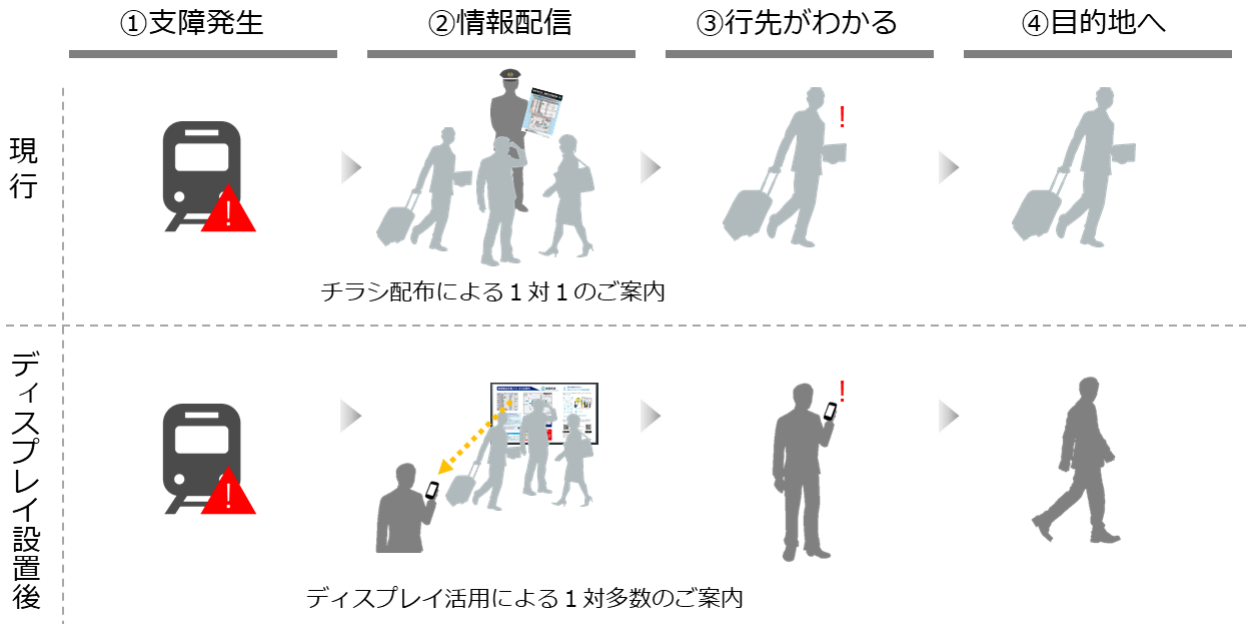 ①支障発生
②情報配信
③行先がわかる
④目的地へ
現行
!
!
チラシ配布による１対１のご案内
ディスプレイ設置後
!
!
ディスプレイ活用による１対多数のご案内